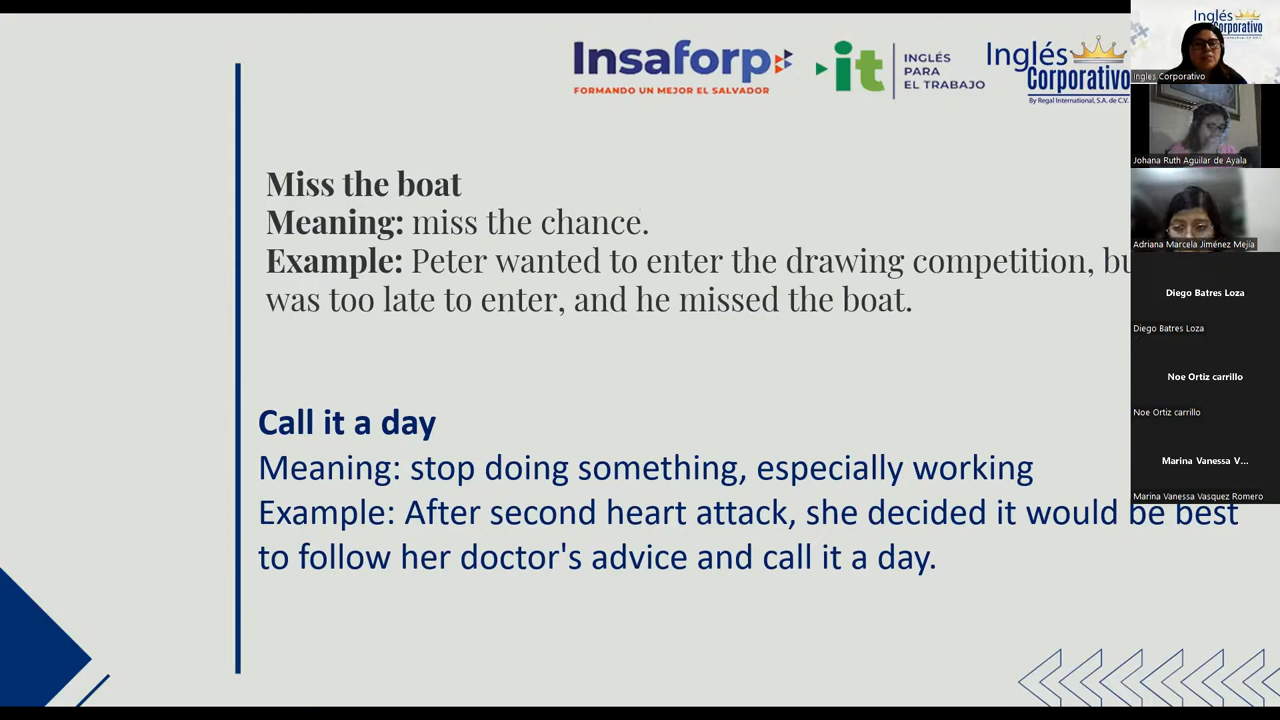 Insaforp
FORMANDO UN MEJOR EL SALVADOR
it
INGLÉS
PARA
EL TRABAJO
Inglés
Corporativo
By Regal International, S.A. de C.V.
Miss the boat
Meaning: miss the chance.
Example: Peter wanted to enter the drawing competition,
was too late to enter, and he missed the boat.
Call it a day
Meaning: stop doing something, especially working
Example: After second heart attack, she decided it would be best
to follow her doctor's advice and call it a day.
Inglés
Corporativo
Ingles Corporativo
Johana Ruth Aguilar de Ayala
Adriana Marcela Jiménez Mejía
Diego Batres Loza
Diego Batres Loza
Noe Ortiz carrillo
Noe Ortiz carrillo
Marina Vanessa V...
Marina Vanessa Vasquez Romero